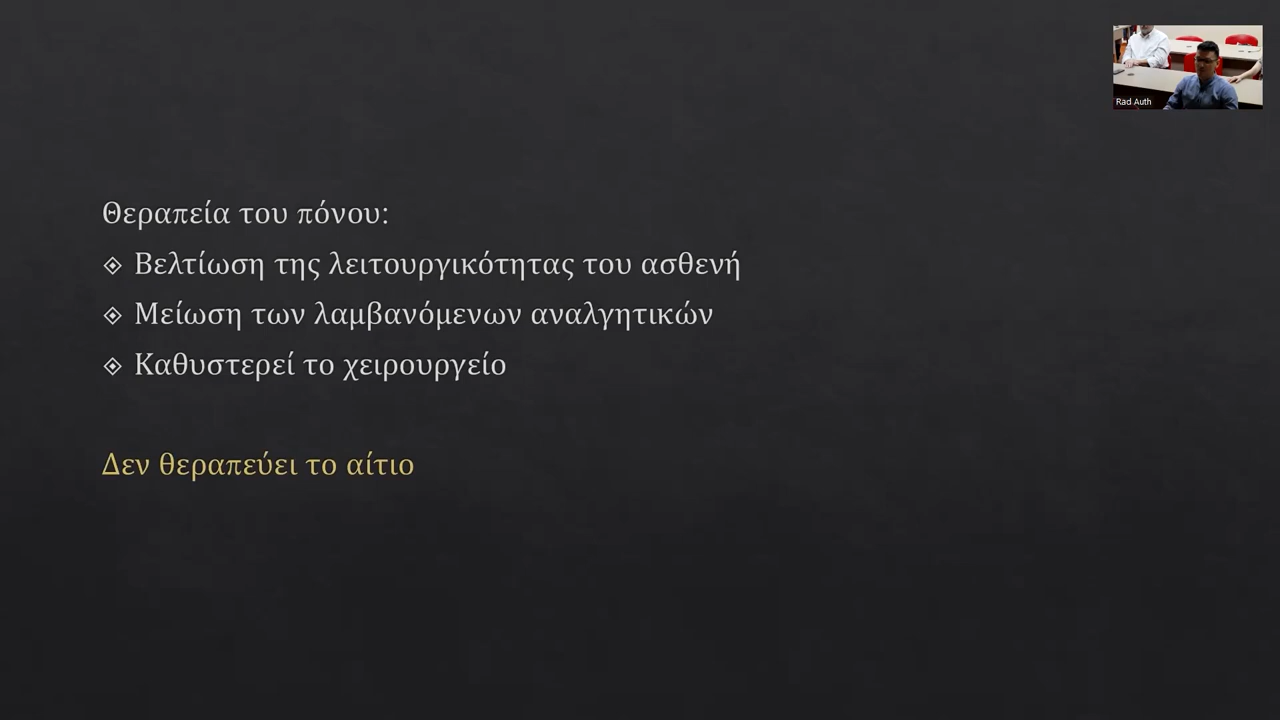 Rad Auth
Θεραπεία του πόνου:
Βελτίωση της λειτουργικότητας του ασθενή
Μείωση των λαμβανόμενων αναλγητικών
Καθυστερεί το χειρουργείο
Δεν θεραπεύει το αίτιο